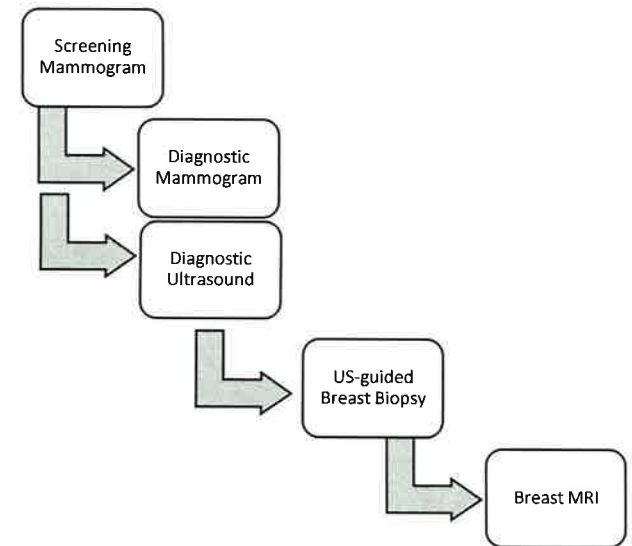 Screening
Mammogram
Diagnostic
Mammogram
Diagnostic
Ultrasound
US-guided
Breast Biopsy
Breast MRI